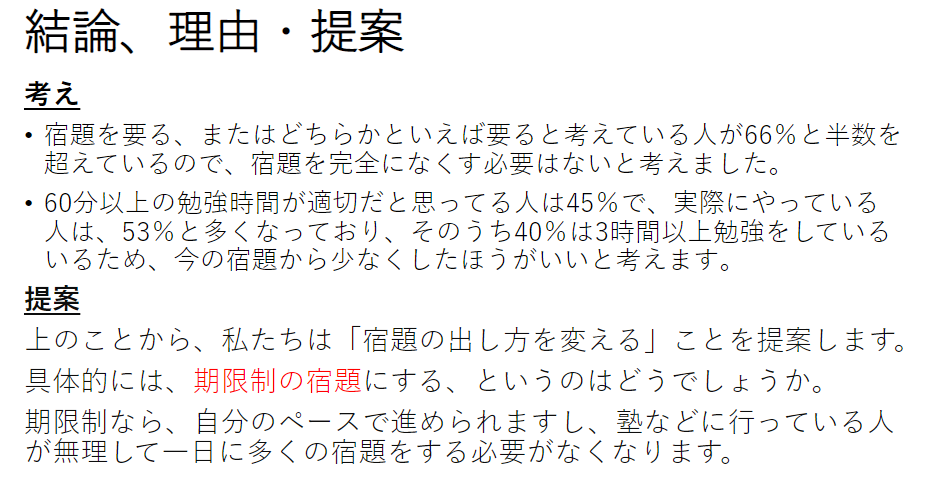 結論、理由・提案
考え
• 宿題を要る、またはどちらかといえば要ると考えている人が66%と半数を
超えているので、宿題を完全になくす必要はないと考えました。
• 60分以上の勉強時間が適切だと思ってる人は45%で、実際にやっている
人は、53%と多くなっており、そのうち40%は3時間以上勉強をしている
いるため、今の宿題から少なくしたほうがいいと考えます。
提案
上のことから、私たちは「宿題の出し方を変える」ことを提案します。
具体的には、期限制の宿題にする、というのはどうでしょうか。
期限制なら、自分のペースで進められますし、塾などに行っている人
が無理して一日に多くの宿題をする必要がなくなります。